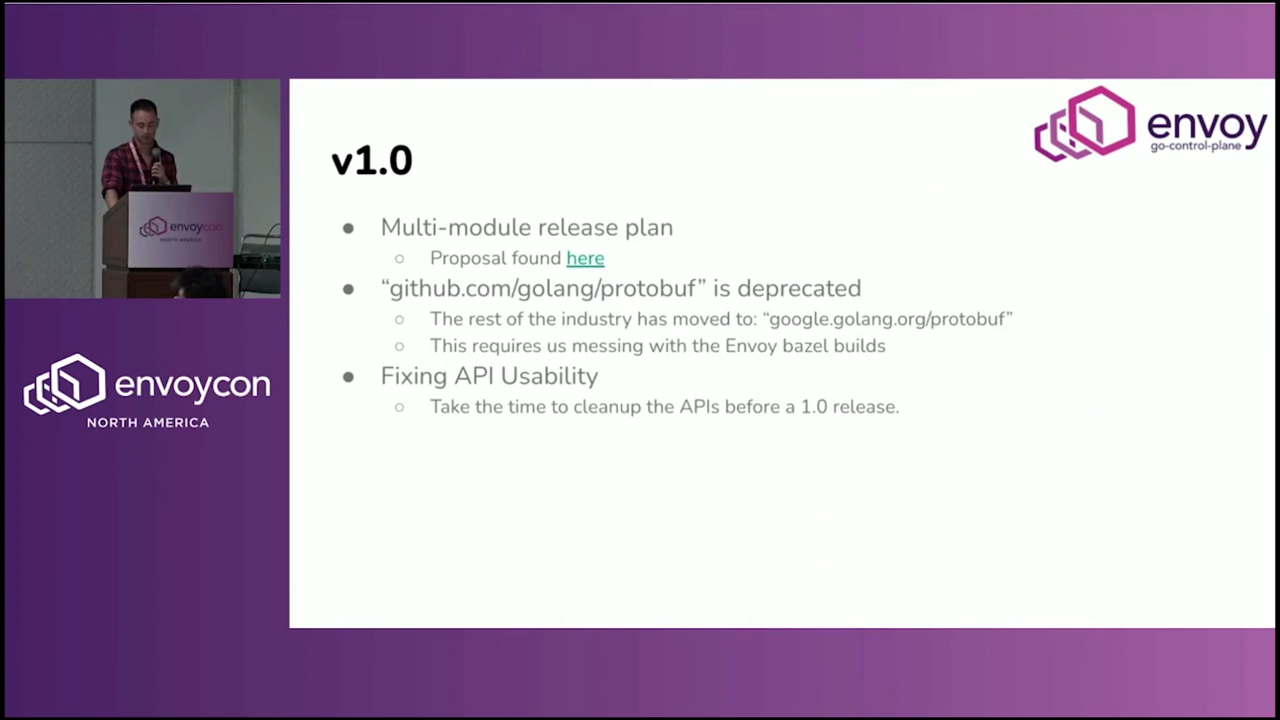 envoy
go-control-plane
v1.0
● Multi-module release plan
○ Proposal found here
● “github.com/golang/protobuf” is deprecated
○ The rest of the industry has moved to: “google.golang.org/protobuf”
○ This requires us messing with the Envoy bazel builds
● Fixing API Usability
○ Take the time to cleanup the APIs before a 1.0 release.
envoycon
NORTH AMERICA
envoycon
NORTH AMERICA